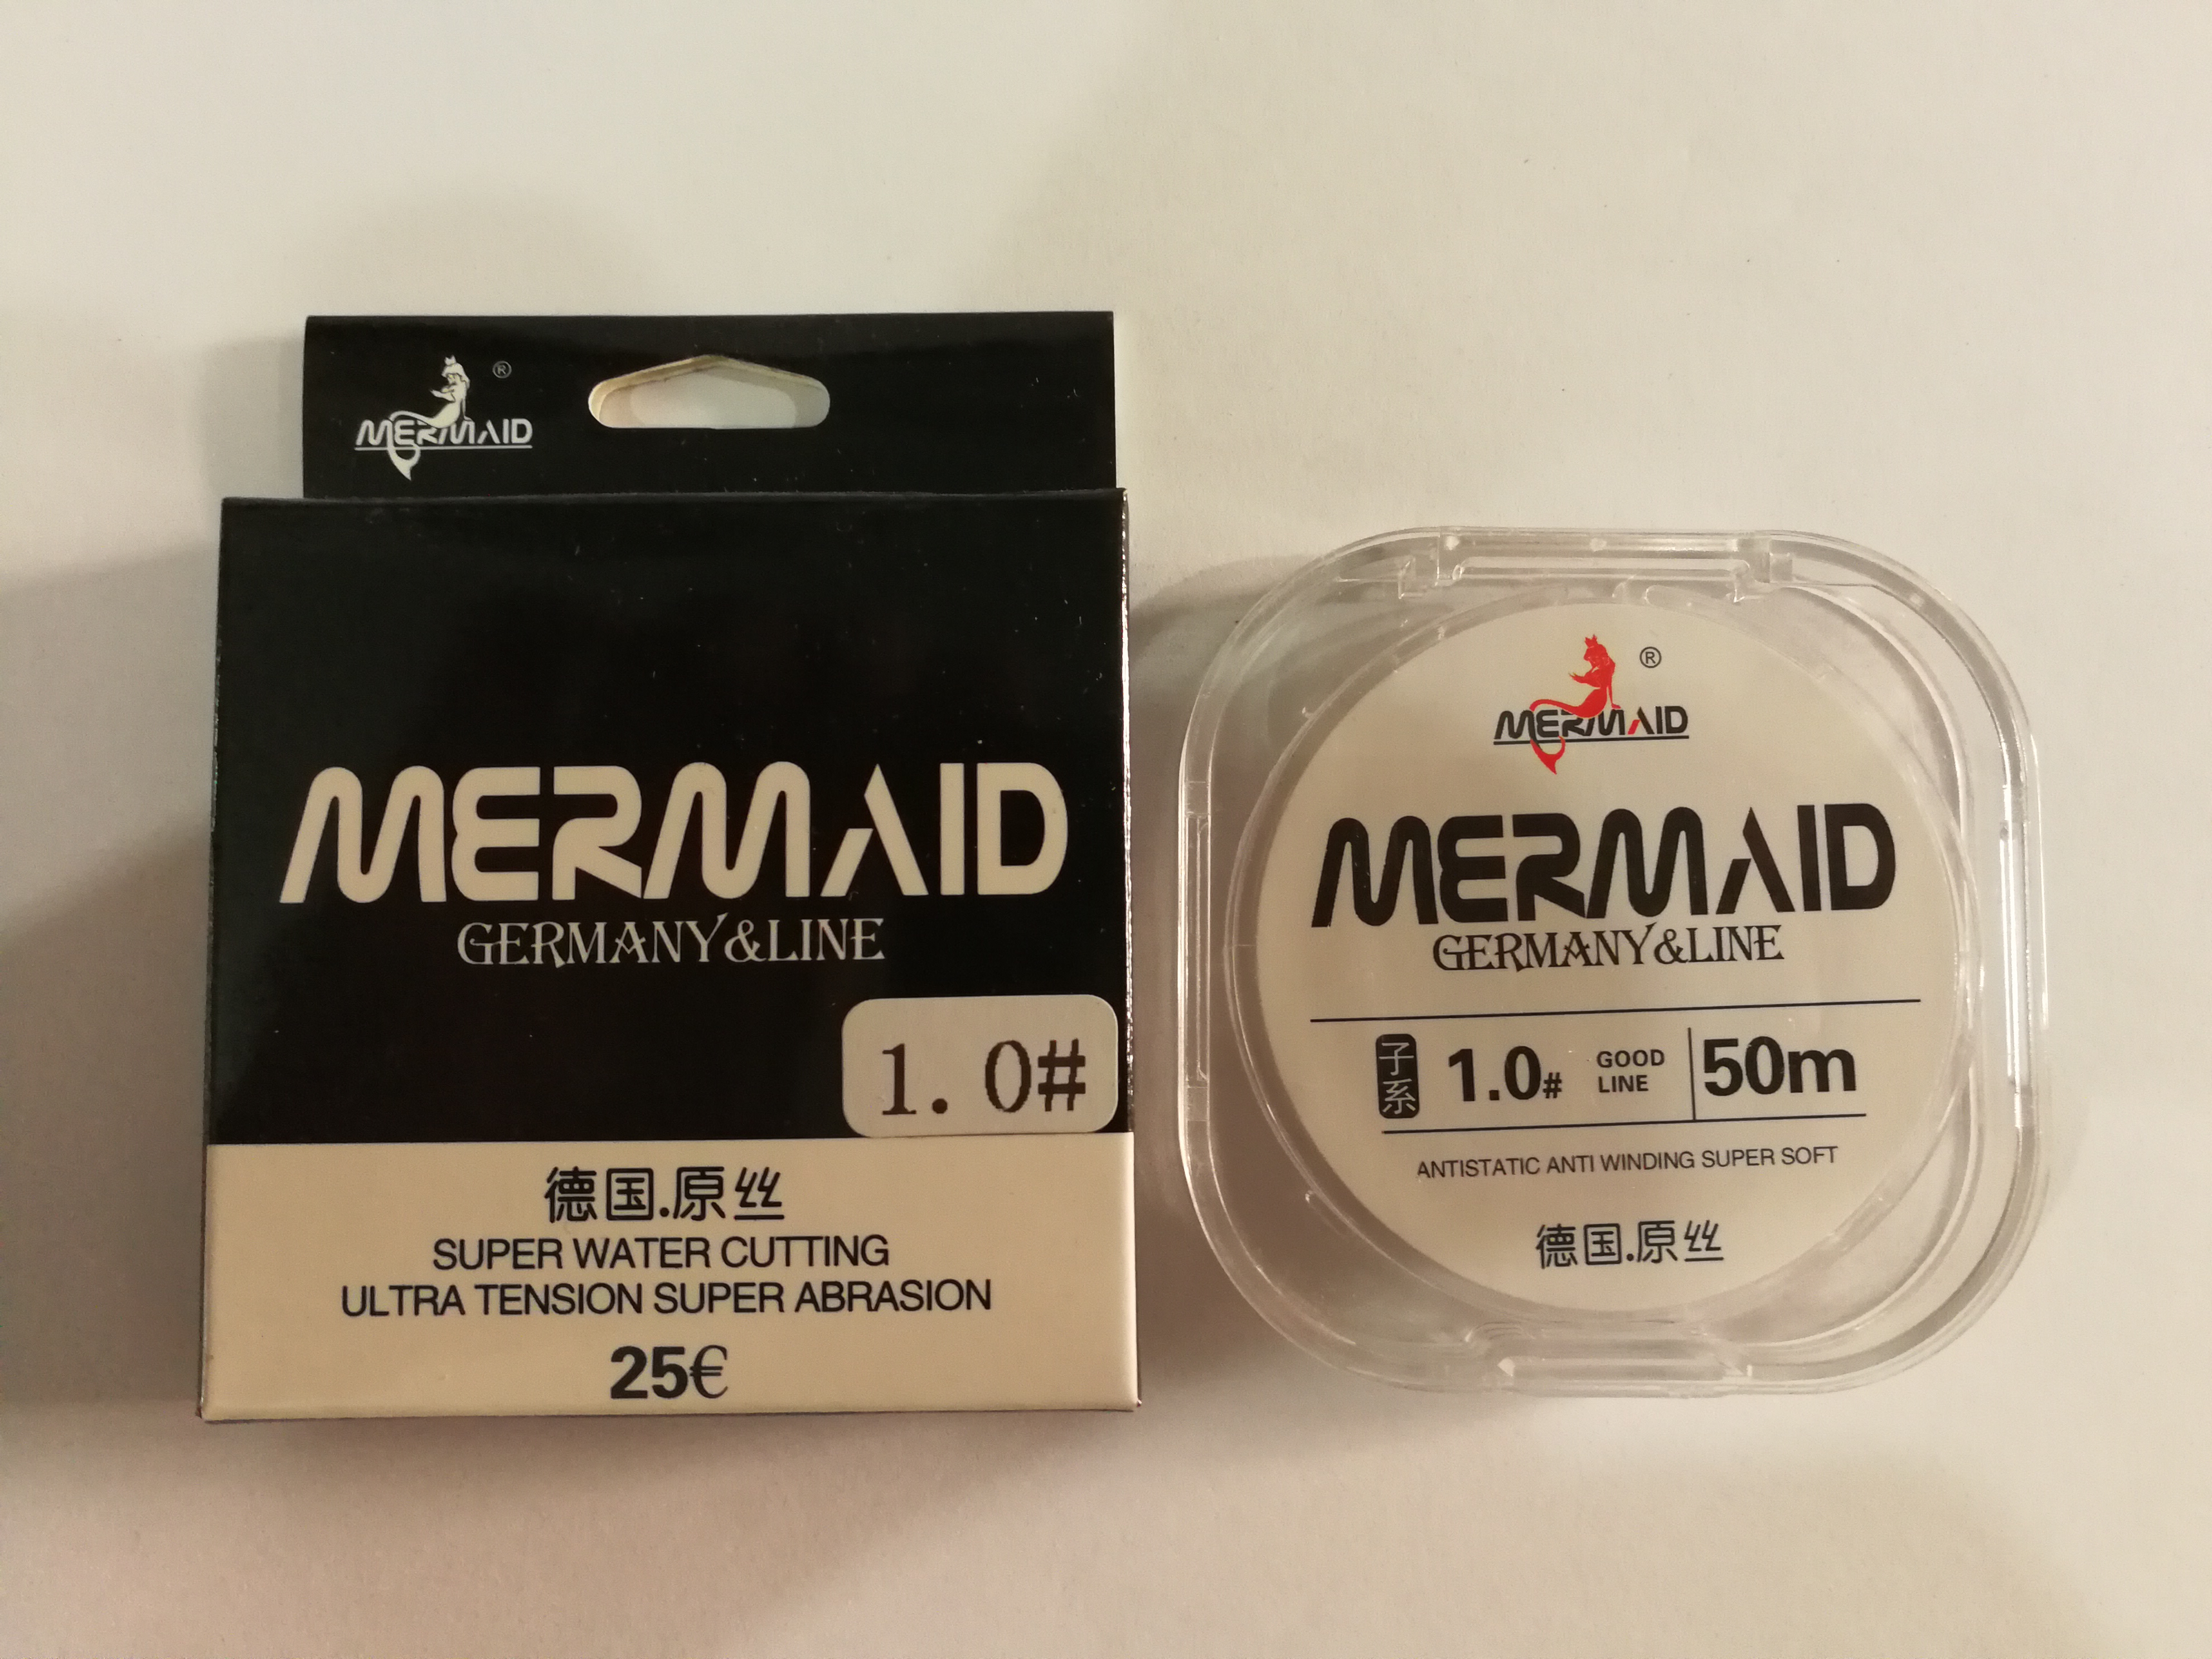 ®
MERMAID
MERMAID
GERMANY&LINE
1.0#
德国.原丝
SUPER WATER CUTTING
ULTRA TENSION SUPER ABRASION
25€
®
MERMAID
MERMAID
GERMANY&LINE
子系 1.0# GOOD LINE 50m
ANTISTATIC ANTI WINDING SUPER SOFT
德国.原丝